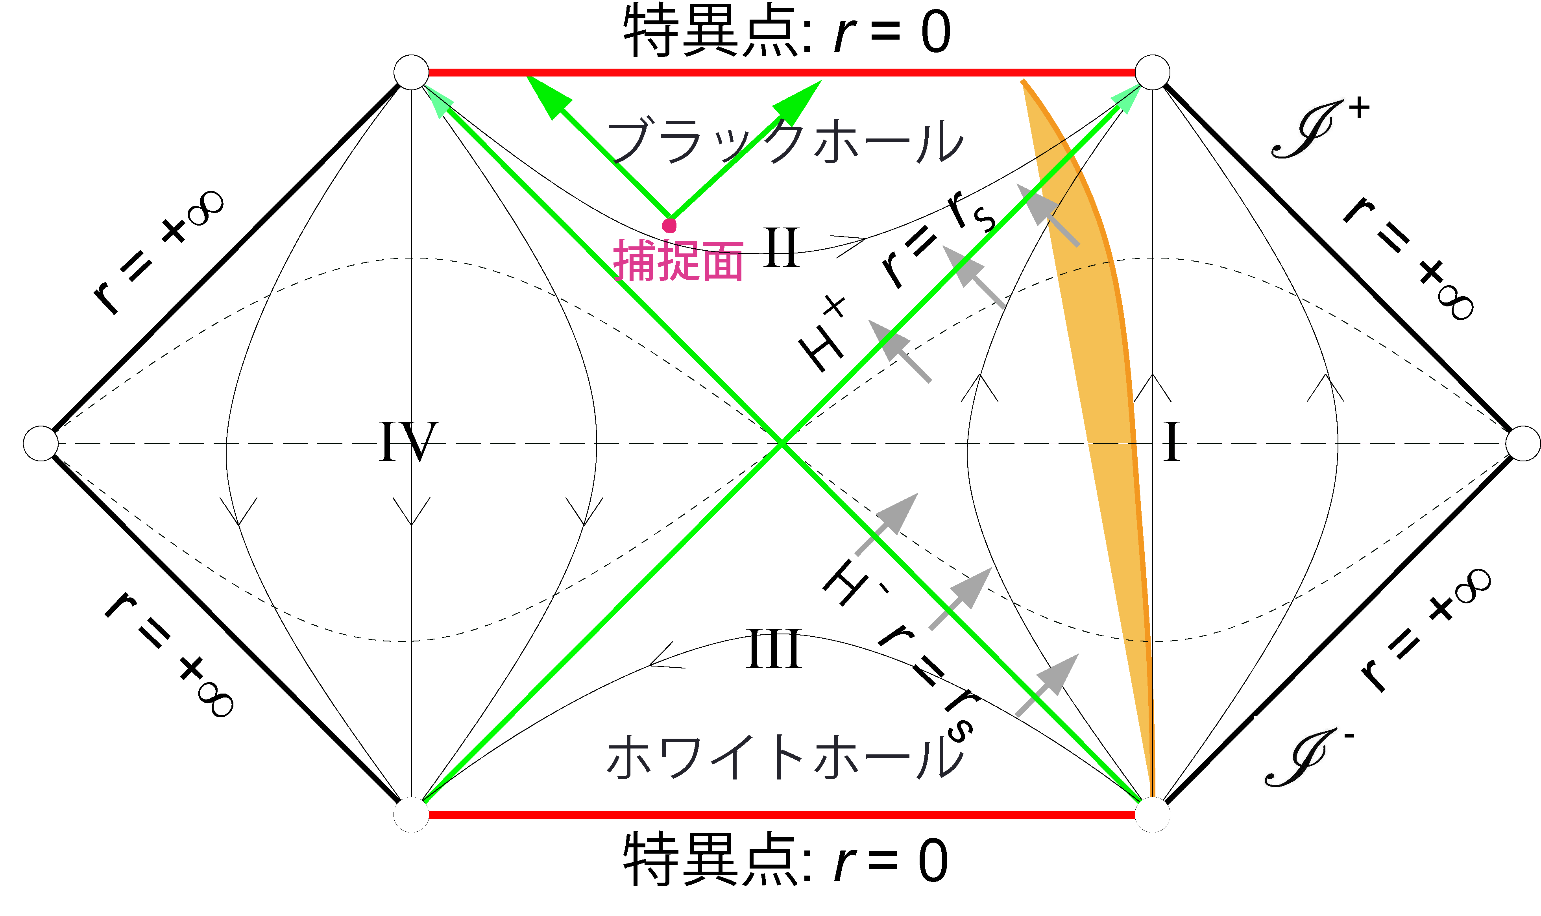 特異点: r = 0
ブラックホール
ℐ +
r = +∞
r = +∞
捕捉面
II
H+ r = rs
IV
I
H- r = rs
III
r = +∞
r = +∞
ホワイトホール
ℐ -
特異点: r = 0